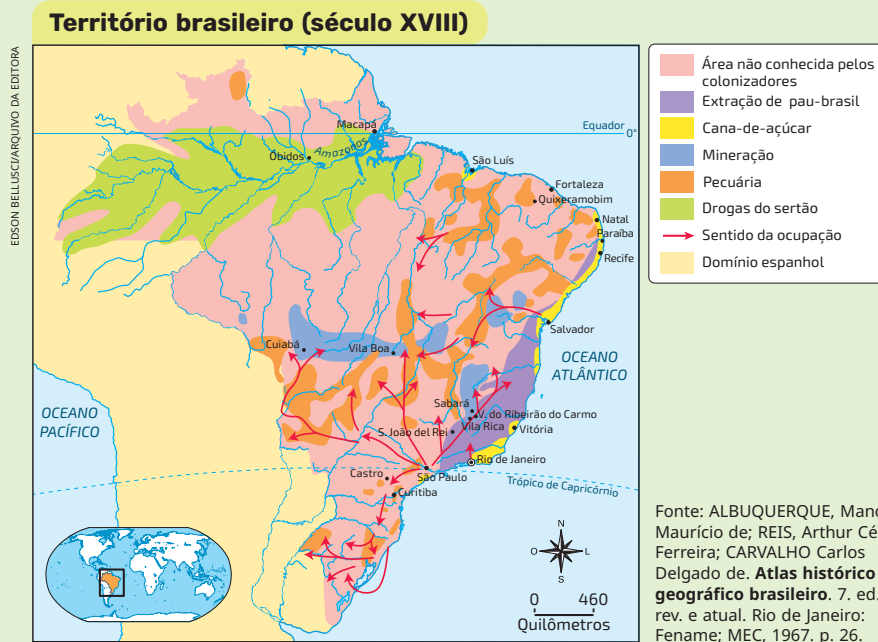 Território brasileiro (século XVIII)
EDSON BELLUSCI/ARQUIVO DA EDITORA
Macapá
Equador
0°
Amazonas
Óbidos
São Luís
Fortaleza
Quixeramobim
Natal
Paraíba
Recife
Salvador
Cuiabá
Vila Boa
OCEANO
ATLÂNTICO
OCEANO
PACÍFICO
Sabará
V. do Ribeirão do Carmo
Vila Rica
S. João del Rei
Vitória
Rio de Janeiro
São Paulo
Castro
Curitiba
Trópico de Capricórnio
N
O
L
S
0 460
Quilômetros
Área não conhecida pelos
colonizadores
Extração de pau-brasil
Cana-de-açúcar
Mineração
Pecuária
Drogas do sertão
Sentido da ocupação
Domínio espanhol
Fonte: ALBUQUERQUE, Mano
Maurício de; REIS, Arthur Cé
Ferreira; CARVALHO Carlos
Delgado de. Atlas histórico
geográfico brasileiro. 7. ed.
rev. e atual. Rio de Janeiro:
Fename; MEC, 1967. p. 26.